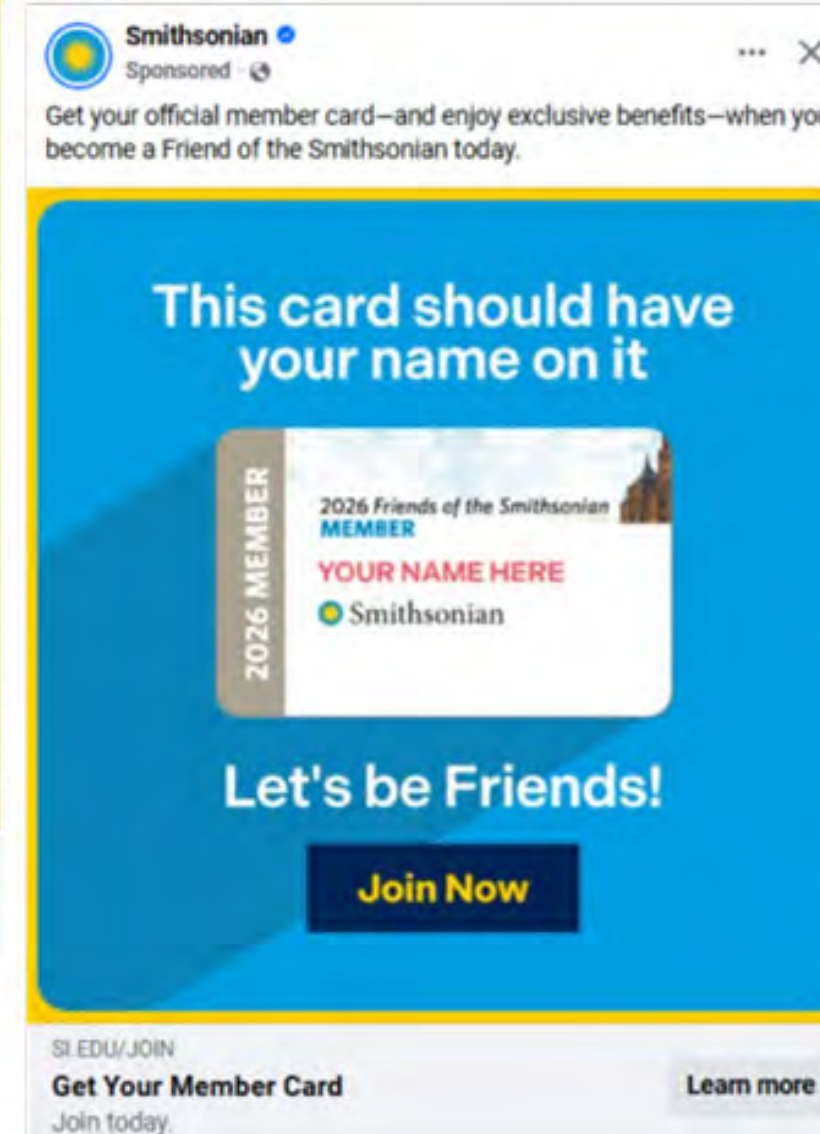 Smithsonian
Sponsored ·
Get your official member card—and enjoy exclusive benefits—when you
become a Friend of the Smithsonian today.
This card should have
your name on it
2026 MEMBER
2026 Friends of the Smithsonian
MEMBER
YOUR NAME HERE
Smithsonian
Let's be Friends!
Join Now
SI.EDU/JOIN
Get Your Member Card
Learn more
Join today.